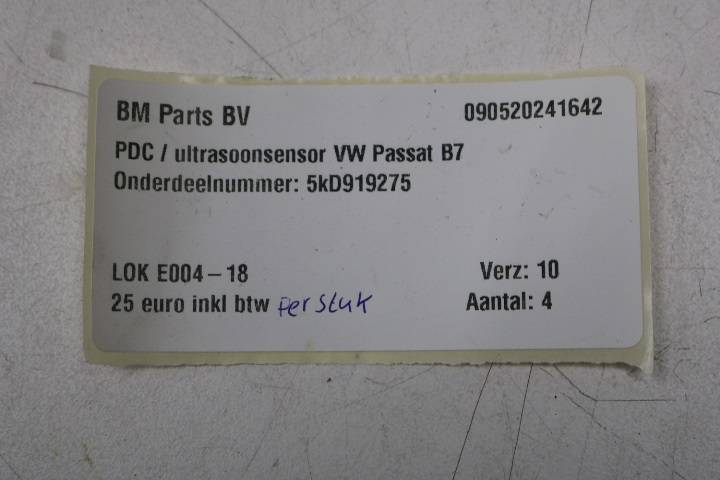 BM Parts BV 090520241642
PDC / ultrasoonsensor VW Passat B7
Onderdeelnummer: 5kD919275
LOK E004-18 Verz: 10
25 euro inkl btw per stuk Aantal: 4